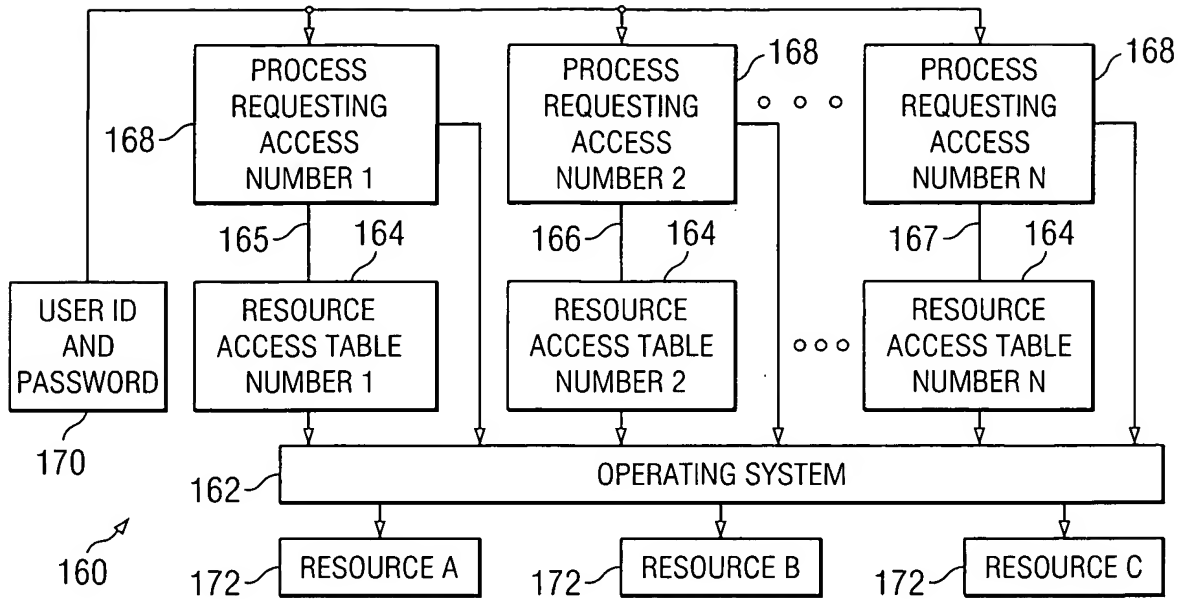 PROCESS
REQUESTING
ACCESS
NUMBER 1
168
PROCESS
REQUESTING
ACCESS
NUMBER 2
168
PROCESS
REQUESTING
ACCESS
NUMBER N
168
165
164
166
164
167
164
USER ID
AND
PASSWORD
170
RESOURCE
ACCESS TABLE
NUMBER 1
RESOURCE
ACCESS TABLE
NUMBER 2
RESOURCE
ACCESS TABLE
NUMBER N
162
OPERATING SYSTEM
160
172
RESOURCE A
172
RESOURCE B
172
RESOURCE C